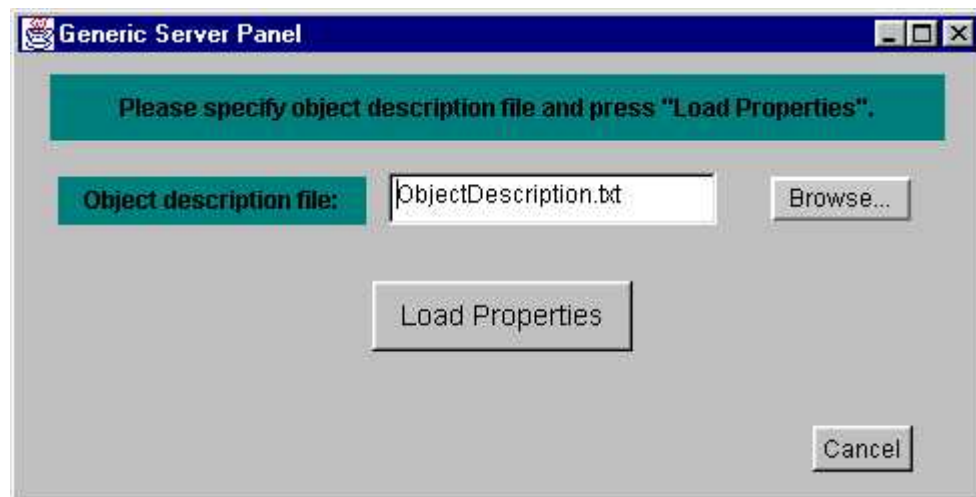 Generic Server Panel
Please specify object description file and press "Load Properties".
Object description file:
ObjectDescription.txt
Browse...
Load Properties
Cancel